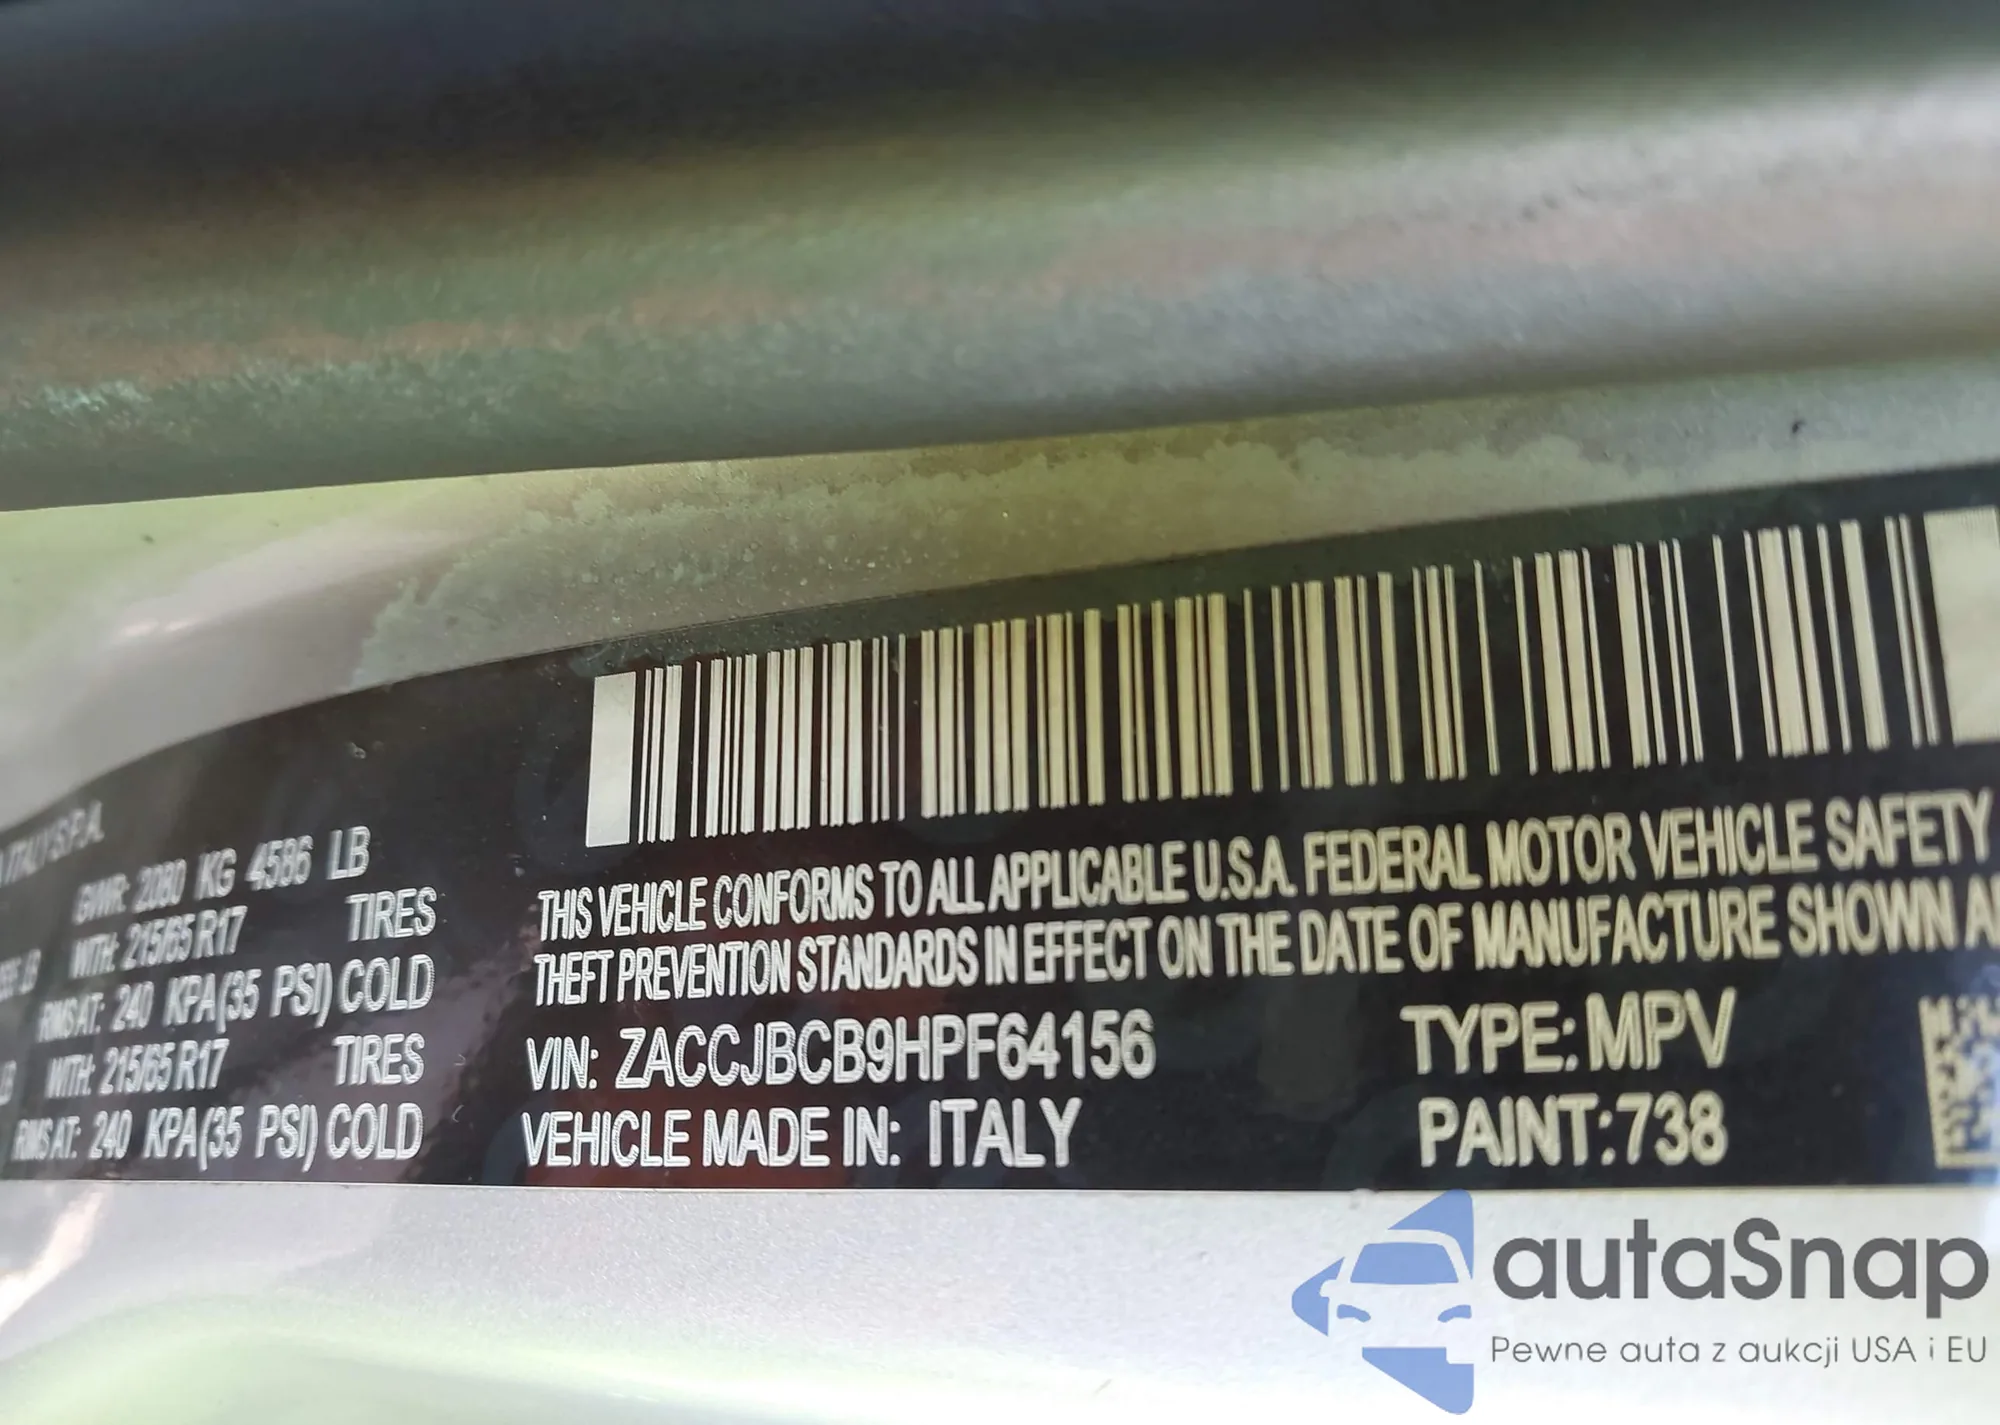 ITALY S.P.A.
GVWR: 2080 KG 4586 LB
WITH: 215/65 R17 TIRES
RIMS AT: 240 KPA(35 PSI) COLD
WITH: 215/65 R17 TIRES
RIMS AT: 240 KPA(35 PSI) COLD
THIS VEHICLE CONFORMS TO ALL APPLICABLE U.S.A. FEDERAL MOTOR VEHICLE SAFETY
THEFT PREVENTION STANDARDS IN EFFECT ON THE DATE OF MANUFACTURE SHOWN
VIN: ZACCJBCB9HPF64156 TYPE: MPV
VEHICLE MADE IN: ITALY PAINT: 738
autaSnap
Pewne auta z aukcji USA i EU